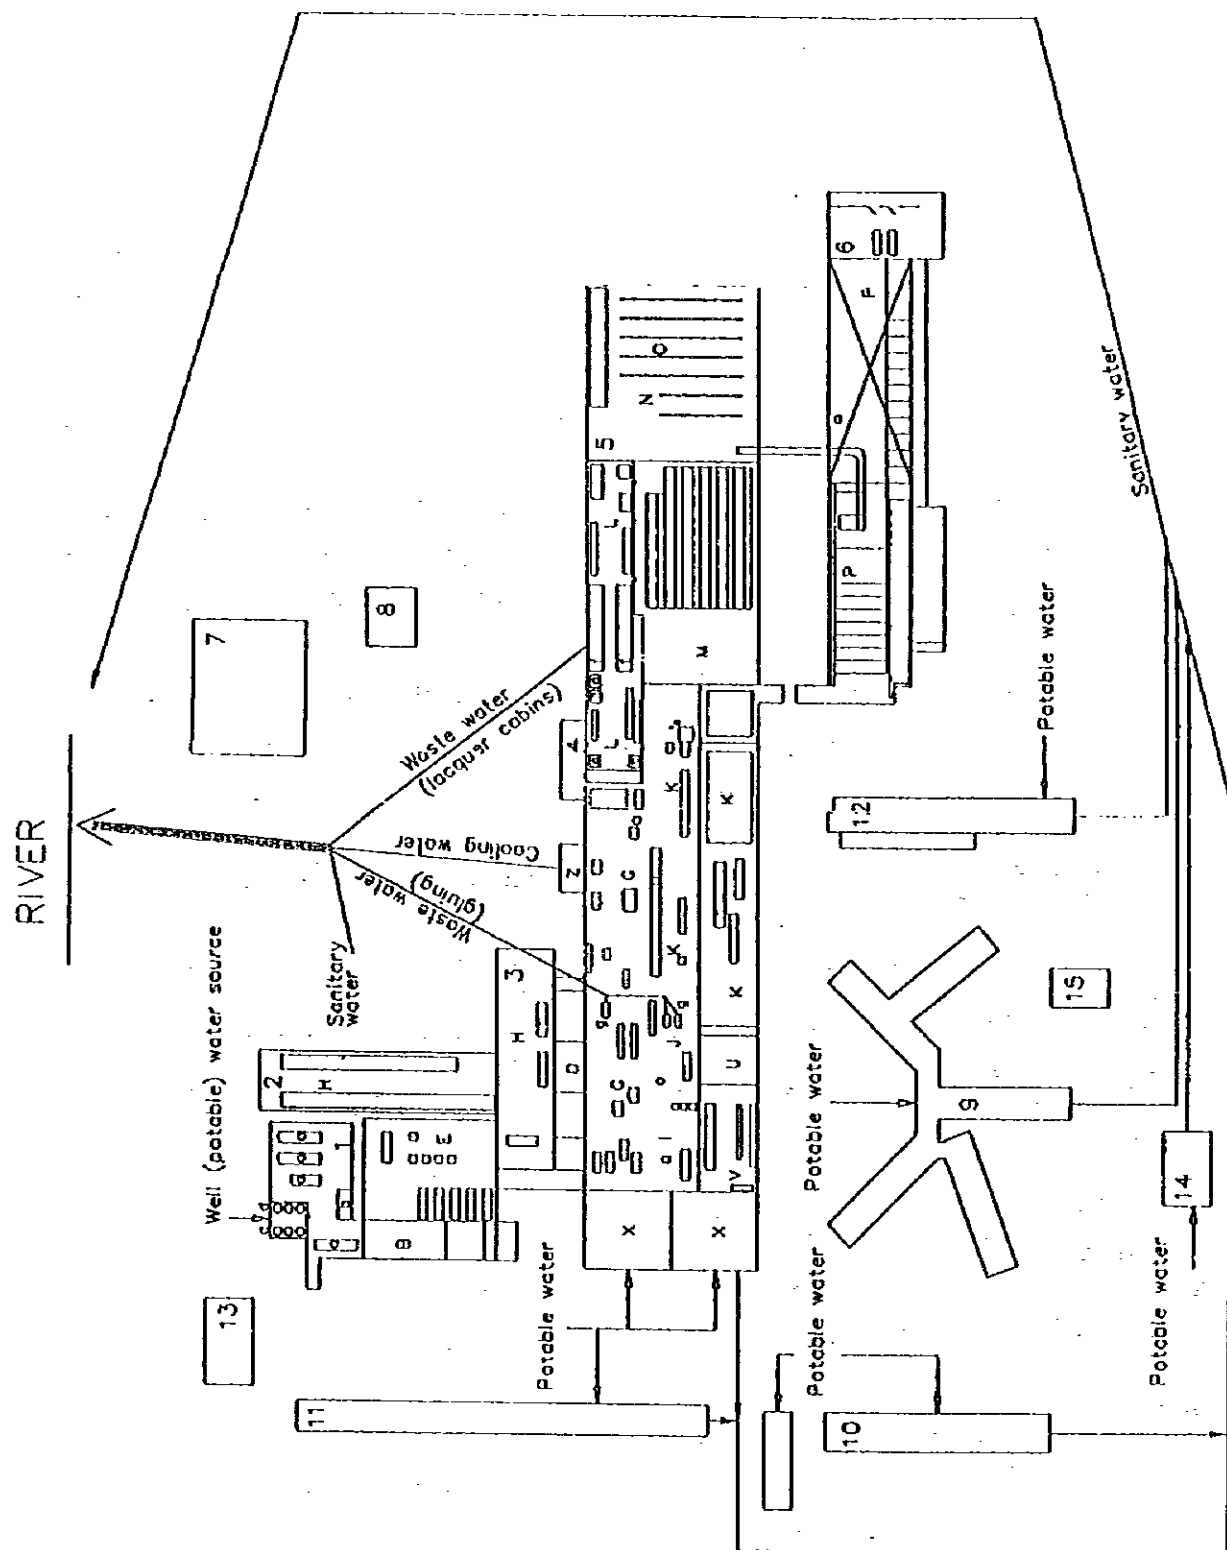 RIVER
Well (potable) water source
Sanitary
water
Waste water
(gluing)
Cooling water
Waste water
(lacquer cabins)
Sanitary water
Potable water
Potable water
Potable water
Potable water
Potable water
1
2
3
4
5
6
7
8
9
10
11
12
13
14
15
H
H
E
B
D
Z
G
G
g
g
J
I
a
K
K
K
K
L
L
M
N
O
P
F
a
U
V
X
X